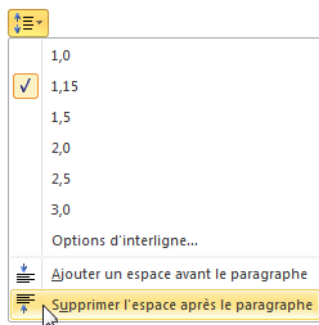 1,0
1,15
1,5
2,0
2,5
3,0
Options d'interligne...
Ajouter un espace avant le paragraphe
Supprimer l'espace après le paragraphe